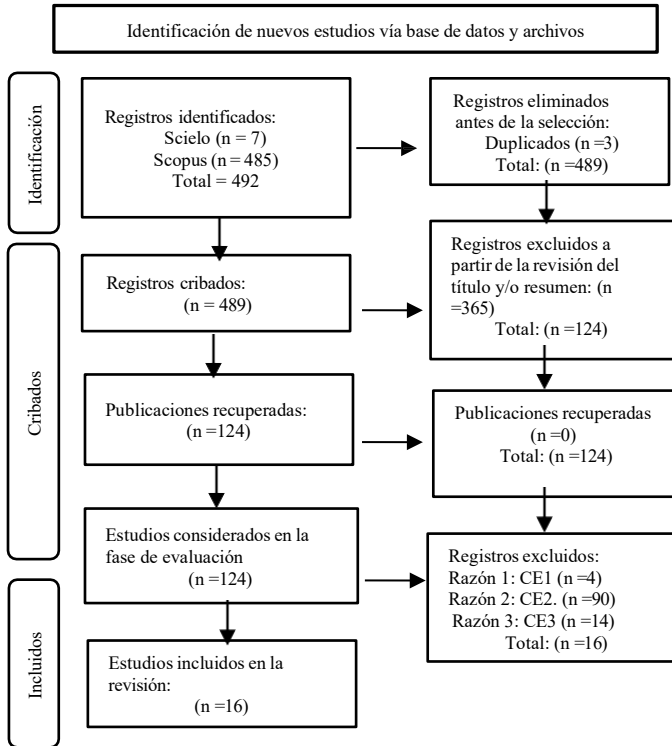 Identificación de nuevos estudios vía base de datos y archivos
Identificación
Registros identificados:
Scielo (n = 7)
Scopus (n = 485)
Total = 492
Registros eliminados
antes de la selección:
Duplicados (n =3)
Total: (n =489)
Cribados
Registros cribados:
(n = 489)
Registros excluidos a
partir de la revisión del
título y/o resumen: (n
=365)
Total: (n =124)
Publicaciones recuperadas:
(n =124)
Publicaciones recuperadas
(n =0)
Total: (n =124)
Estudios considerados en la
fase de evaluación
(n =124)
Registros excluidos:
Razón 1: CE1 (n =4)
Razón 2: CE2. (n =90)
Razón 3: CE3 (n =14)
Total: (n =16)
Incluidos
Estudios incluidos en la
revisión:
(n =16)